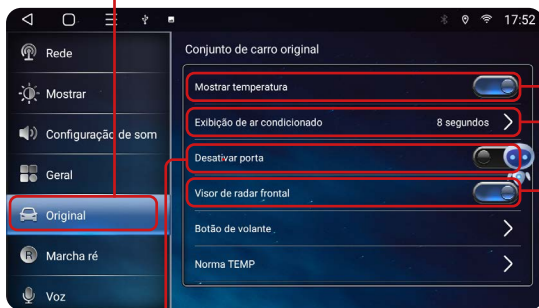 17:52
Rede
Mostrar
Configuração de som
Geral
Original
R Marcha ré
Voz
Conjunto de carro original
Mostrar temperatura
Exibição de ar condicionado 8 segundos
Desativar porta
Visor de radar frontal
Botão de volante
Norma TEMP